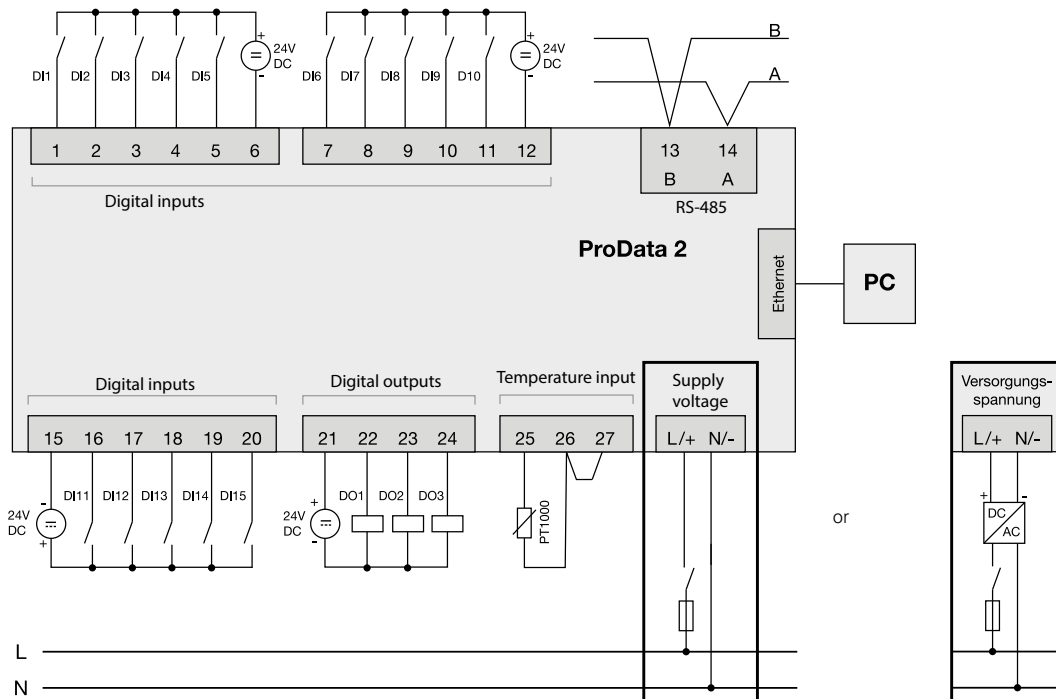 DI1 DI2 DI3 DI4 DI5 + 24V DC -
DI6 DI7 DI8 DI9 D10 + 24V DC -
B
A
1 2 3 4 5 6
7 8 9 10 11 12
13 14
B A
Digital inputs
RS-485
ProData 2
Ethernet
PC
Digital inputs
Digital outputs
Temperature input
Supply
voltage
Versorgungs-
spannung
15 16 17 18 19 20
21 22 23 24
25 26 27
L/+ N/-
L/+ N/-
- 24V DC + DI11 DI12 DI13 DI14 DI15
+ 24V DC - DO1 DO2 DO3
PT1000
or
+ -
DC
AC
L
N